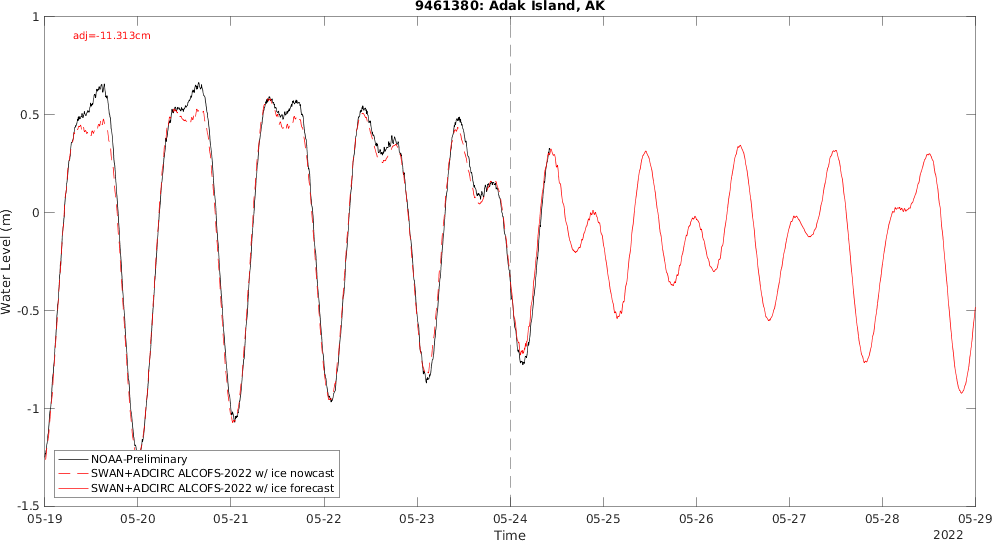 9461380: Adak Island, AK
adj=-11.313cm
1
0.5
0
-0.5
-1
-1.5
Water Level (m)
NOAA-Preliminary
SWAN+ADCIRC ALCOFS-2022 w/ ice nowcast
SWAN+ADCIRC ALCOFS-2022 w/ ice forecast
05-19 05-20 05-21 05-22 05-23 05-24 05-25 05-26 05-27 05-28 05-29
Time
2022